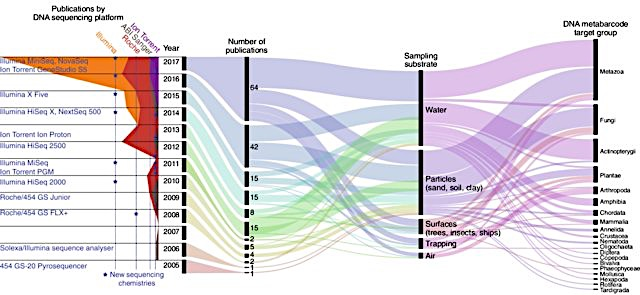 Publications by
DNA sequencing platform
Illumina
Roche
ABI Sanger
Ion Torrent
Year
Number of
publications
Sampling
substrate
DNA metabarcode
target group
Illumina MiniSeq, NovaSeq
Ion Torrent GeneStudio S5
Illumina X Five
Illumina HiSeq X, NextSeq 500
Ion Torrent Ion Proton
Illumina HiSeq 2500
Illumina MiSeq
Ion Torrent PGM
Illumina HiSeq 2000
Roche/454 GS Junior
Roche/454 GS FLX+
Solexa/Illumina sequence analyser
454 GS-20 Pyrosequencer
* New sequencing
chemistries
2017
2016
2015
2014
2013
2012
2011
2010
2009
2008
2007
2006
2005
64
42
15
15
8
15
2
5
4
2
1
1
Water
Particles
(sand, soil, clay)
Surfaces
(trees, insects, ships)
Trapping
Air
Metazoa
Fungi
Actinopterygi
Plantae
Arthropoda
Amphibia
Chordata
Mammalia
Annelida
Crustacea
Nematoda
Oligochaeta
Diptera
Copepoda
Bivalva
Phaeophyceae
Mollusca
Hexapoda
Rotifera
Tardigrada